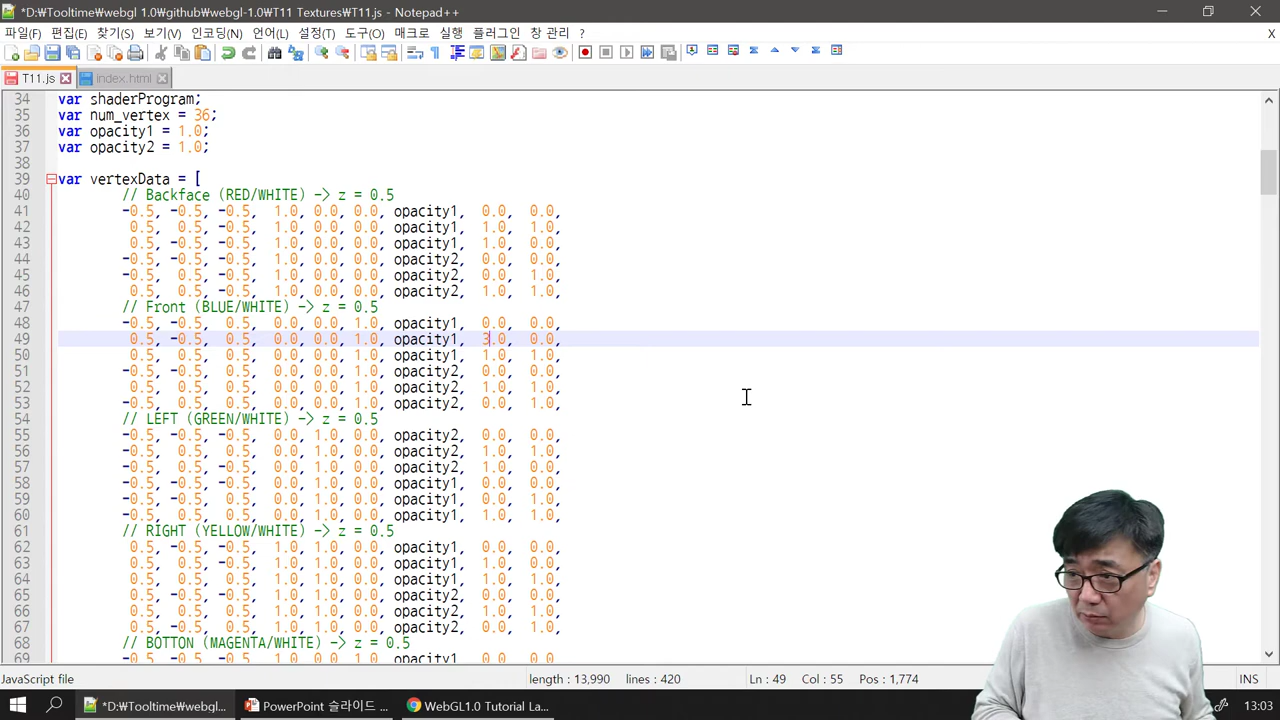 *D:₩Tooltime₩webgl 1.0₩github₩webgl-1.0₩T11 Textures₩T11.js - Notepad++
파일(F) 편집(E) 찾기(S) 보기(V) 인코딩(N) 언어(L) 설정(T) 도구(O) 매크로 실행 플러그인 창 관리 ? X
T11.js index.html
34 var shaderProgram;
35 var num_vertex = 36;
36 var opacity1 = 1.0;
37 var opacity2 = 1.0;
38
39 var vertexData = [
40 // Backface (RED/WHITE) -> z = 0.5
41 -0.5, -0.5, -0.5, 1.0, 0.0, 0.0, opacity1, 0.0, 0.0,
42 0.5, 0.5, -0.5, 1.0, 0.0, 0.0, opacity1, 1.0, 1.0,
43 0.5, -0.5, -0.5, 1.0, 0.0, 0.0, opacity1, 1.0, 0.0,
44 -0.5, -0.5, -0.5, 1.0, 0.0, 0.0, opacity2, 0.0, 0.0,
45 -0.5, 0.5, -0.5, 1.0, 0.0, 0.0, opacity2, 0.0, 1.0,
46 0.5, 0.5, -0.5, 1.0, 0.0, 0.0, opacity2, 1.0, 1.0,
47 // Front (BLUE/WHITE) -> z = 0.5
48 -0.5, -0.5, 0.5, 0.0, 0.0, 1.0, opacity1, 0.0, 0.0,
49 0.5, -0.5, 0.5, 0.0, 0.0, 1.0, opacity1, 3.0, 0.0,
50 0.5, 0.5, 0.5, 0.0, 0.0, 1.0, opacity1, 1.0, 1.0,
51 -0.5, -0.5, 0.5, 0.0, 0.0, 1.0, opacity2, 0.0, 0.0,
52 0.5, 0.5, 0.5, 0.0, 0.0, 1.0, opacity2, 1.0, 1.0,
53 -0.5, 0.5, 0.5, 0.0, 0.0, 1.0, opacity2, 0.0, 1.0,
54 // LEFT (GREEN/WHITE) -> z = 0.5
55 -0.5, -0.5, -0.5, 0.0, 1.0, 0.0, opacity2, 0.0, 0.0,
56 -0.5, 0.5, 0.5, 0.0, 1.0, 0.0, opacity2, 1.0, 1.0,
57 -0.5, 0.5, -0.5, 0.0, 1.0, 0.0, opacity2, 1.0, 0.0,
58 -0.5, -0.5, -0.5, 0.0, 1.0, 0.0, opacity1, 0.0, 0.0,
59 -0.5, -0.5, 0.5, 0.0, 1.0, 0.0, opacity1, 0.0, 1.0,
60 -0.5, 0.5, 0.5, 0.0, 1.0, 0.0, opacity1, 1.0, 1.0,
61 // RIGHT (YELLOW/WHITE) -> z = 0.5
62 0.5, -0.5, -0.5, 1.0, 1.0, 0.0, opacity1, 0.0, 0.0,
63 0.5, 0.5, 0.5, 1.0, 1.0, 0.0, opacity1, 1.0, 1.0,
64 0.5, 0.5, -0.5, 1.0, 1.0, 0.0, opacity1, 1.0, 0.0,
65 0.5, -0.5, -0.5, 1.0, 1.0, 0.0, opacity2, 0.0, 0.0,
66 0.5, 0.5, 0.5, 1.0, 1.0, 0.0, opacity2, 1.0, 1.0,
67 0.5, -0.5, 0.5, 1.0, 1.0, 0.0, opacity2, 0.0, 1.0,
68 // BOTTON (MAGENTA/WHITE) -> z = 0.5
69 -0.5, -0.5, -0.5, 1.0, 0.0, 1.0, opacity1, 0.0, 0.0,
JavaScript file length : 13,990 lines : 420 Ln : 49 Col : 55 Pos : 1,774 INS
*D:₩Tooltime₩webgl... PowerPoint 슬라이드 ... WebGL1.0 Tutorial La... 13:03